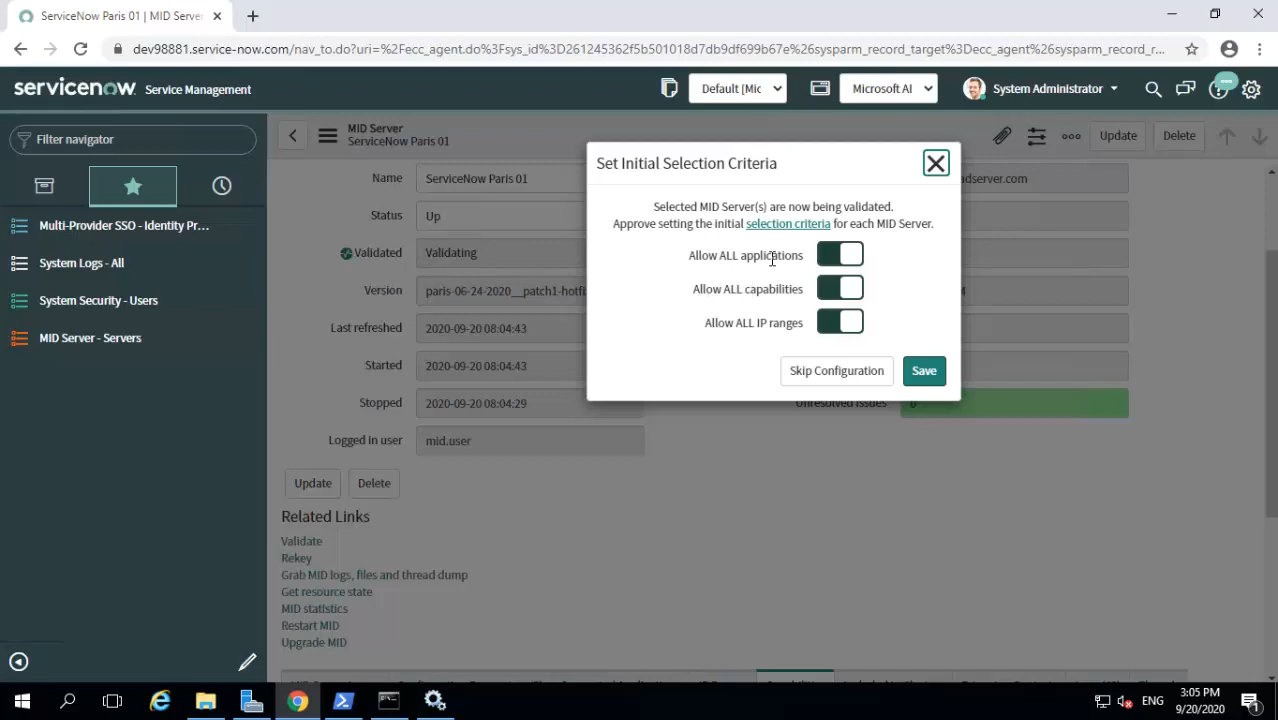 ServiceNow Paris 01 | MID Server
dev98881.service-now.com/nav_to.do?uri=%2Fecc_agent.do%3Fsys_id%3D261245362f5b501018d7db9df699b67e%26sysparm_record_target%3Decc_agent%26sysparm_record_r...
servicenow Service Management
Default [Mic
Microsoft AI
System Administrator
Filter navigator
MID Server
ServiceNow Paris 01
Update
Delete
Multi-Provider SSO - Identity Pr...
System Logs - All
System Security - Users
MID Server - Servers
Name
ServiceNow Paris 01
adserver.com
Status
Up
Validated
Validating
Version
paris-06-24-2020__patch1-hotfi
Last refreshed
2020-09-20 08:04:43
Started
2020-09-20 08:04:43
Stopped
2020-09-20 08:04:29
Unresolved issues
0
Logged in user
mid.user
Set Initial Selection Criteria
Selected MID Server(s) are now being validated.
Approve setting the initial selection criteria for each MID Server.
Allow ALL applications
Allow ALL capabilities
Allow ALL IP ranges
Skip Configuration
Save
Update
Delete
Related Links
Validate
Rekey
Grab MID logs, files and thread dump
Get resource state
MID statistics
Restart MID
Upgrade MID
ENG
3:05 PM
9/20/2020
1